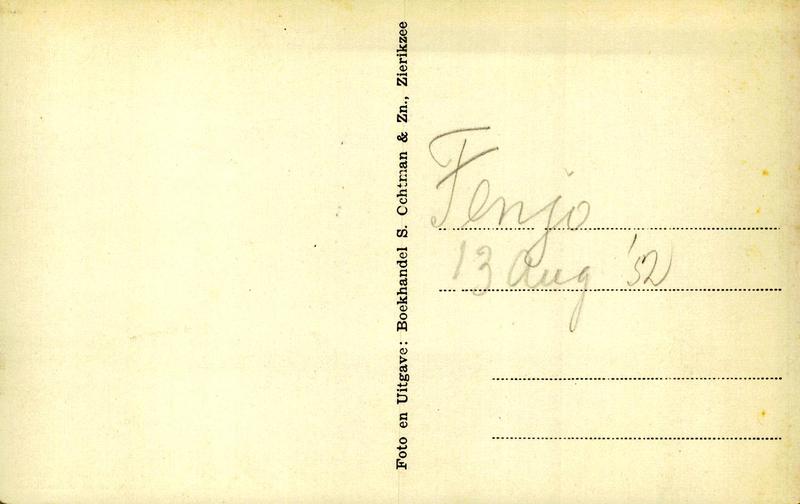 Foto en Uitgave: Boekhandel S. Ochtman & Zn., Zierikzee
Fenjo
13 Aug '52